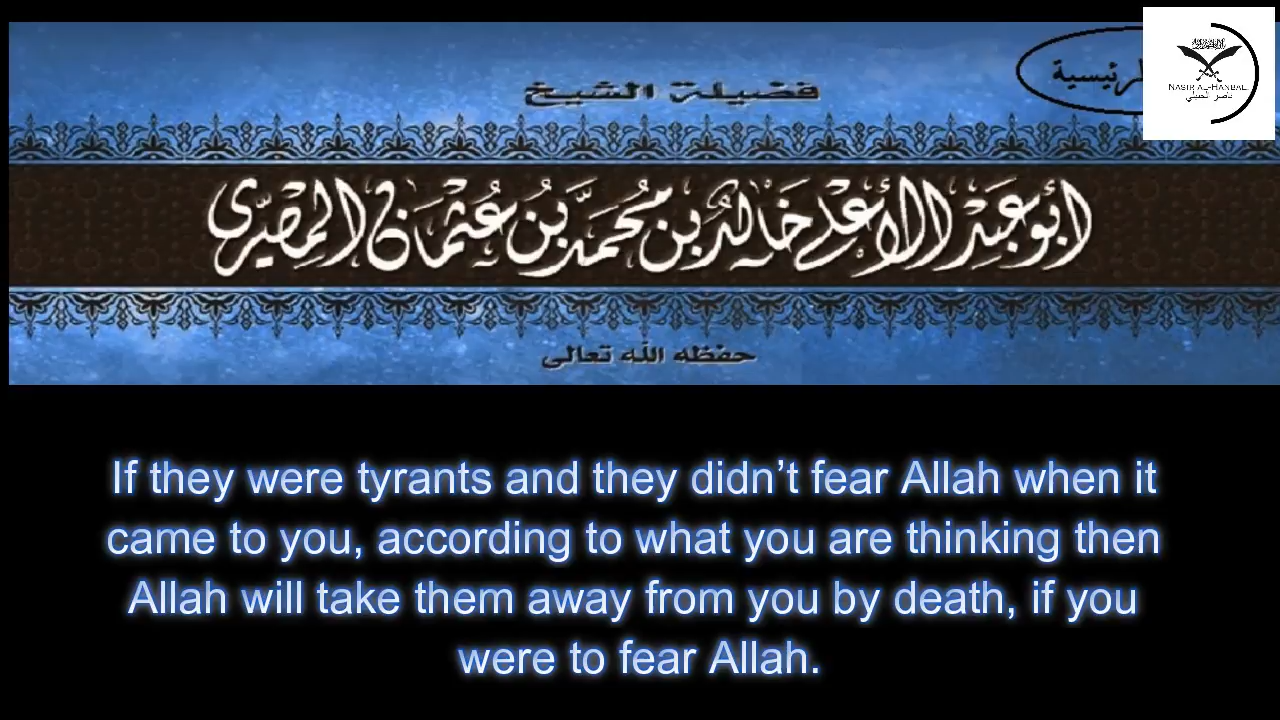 الرئيسية
NASIR AL-HANBALI
ناصر الحنبلي
فضيلة الشيخ
أبو عبد الأعلى خالد بن محمد بن عثمان المصري
حفظه الله تعالى
If they were tyrants and they didn’t fear Allah when it
came to you, according to what you are thinking then
Allah will take them away from you by death, if you
were to fear Allah.